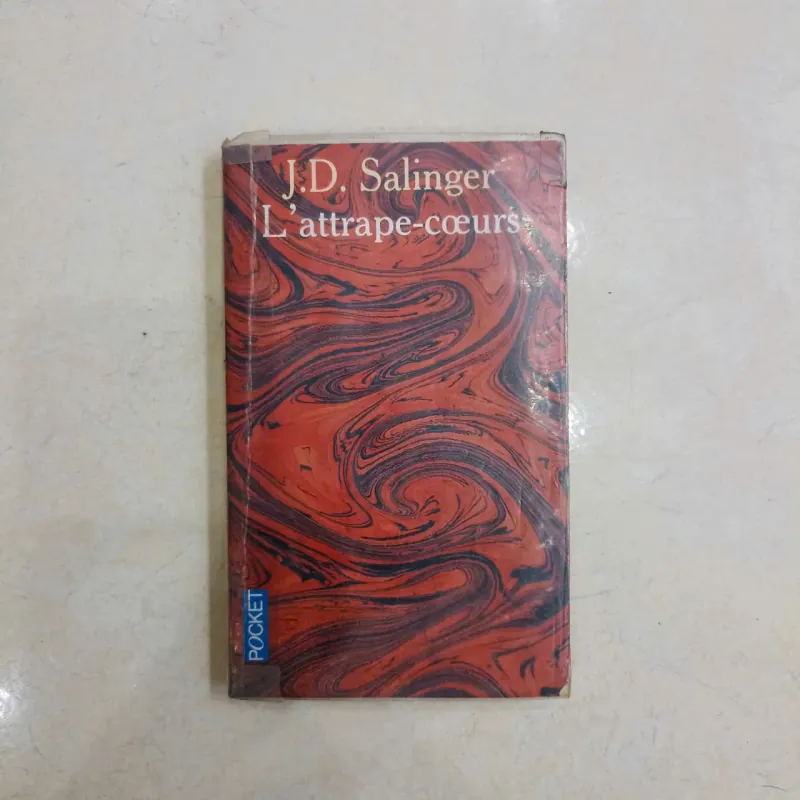 J.D. Salinger
L'attrape-cœurs
POCKET